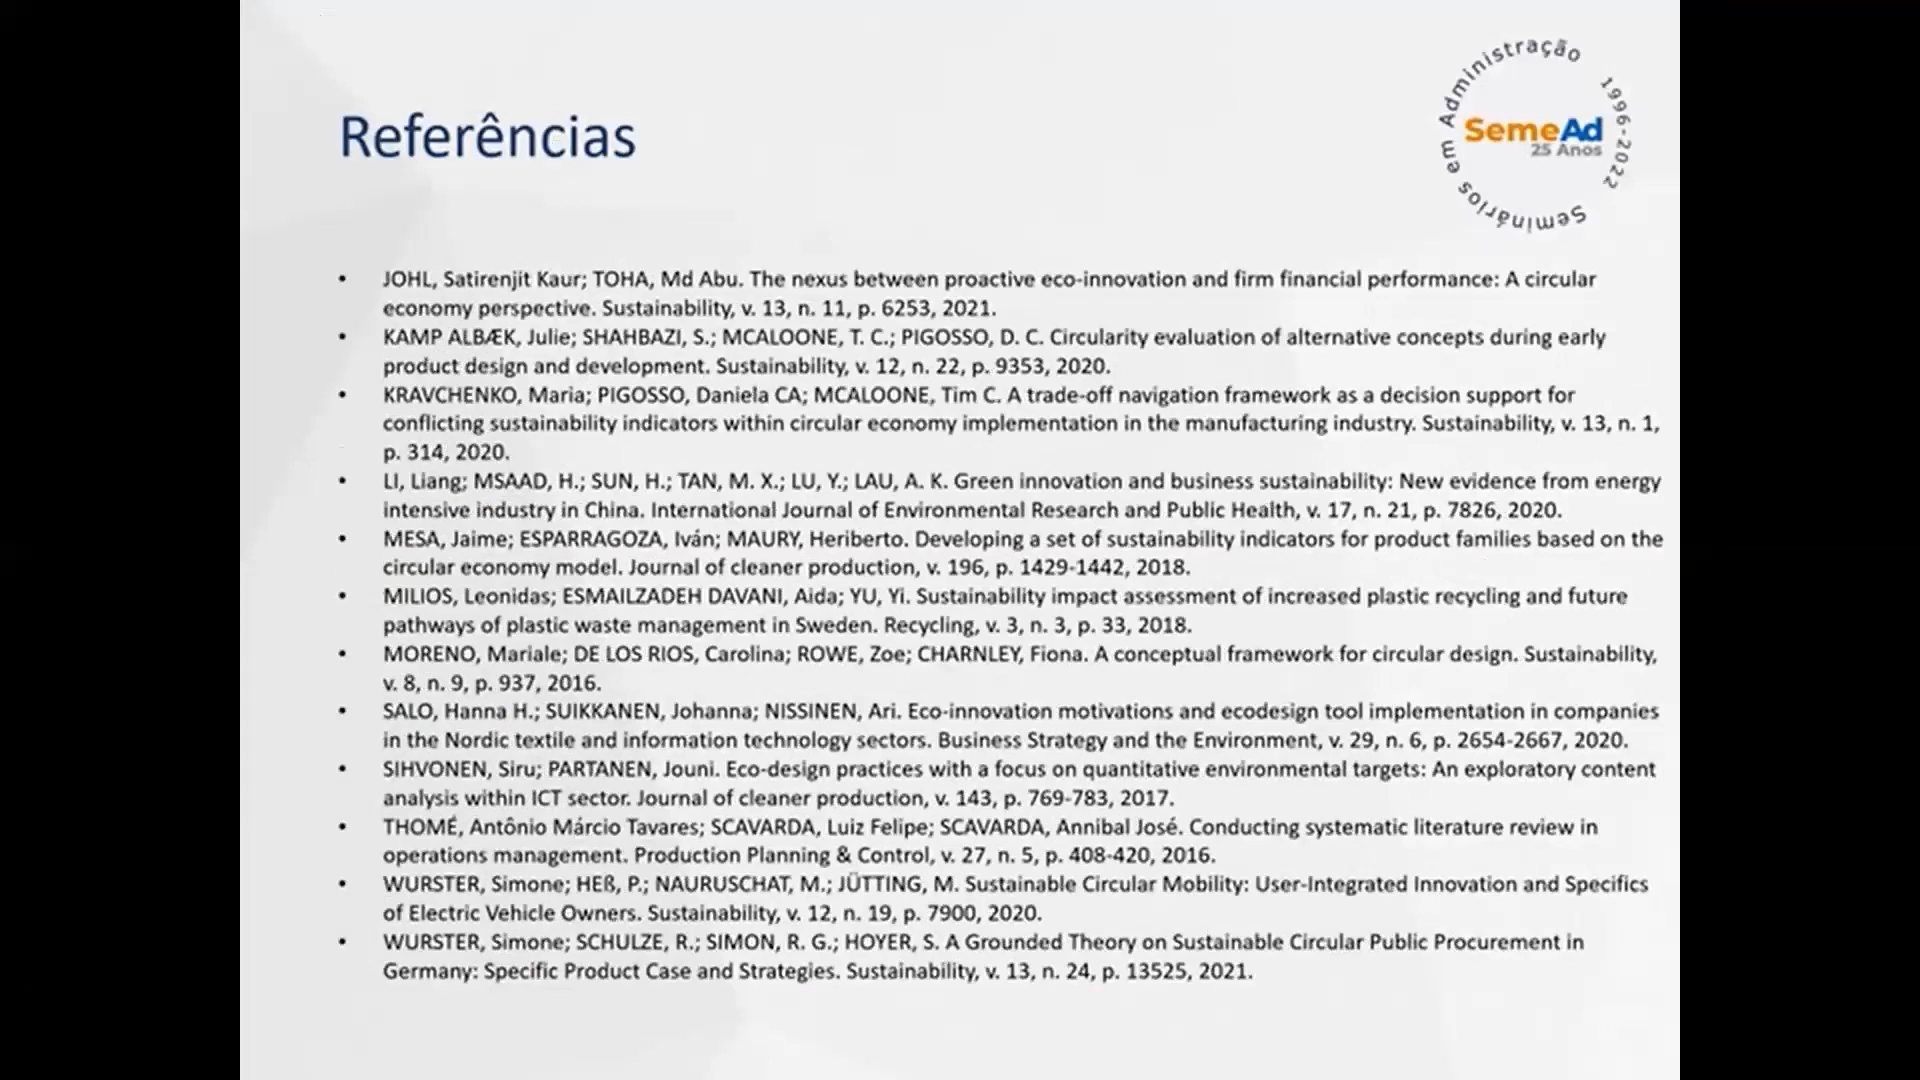 Referências
Seminários em Administração 1996-2022
SemeAd
25 Anos
• JOHL, Satirenjit Kaur; TOHA, Md Abu. The nexus between proactive eco-innovation and firm financial performance: A circular
economy perspective. Sustainability, v. 13, n. 11, p. 6253, 2021.
• KAMP ALBÆK, Julie; SHAHBAZI, S.; MCALOONE, T. C.; PIGOSSO, D. C. Circularity evaluation of alternative concepts during early
product design and development. Sustainability, v. 12, n. 22, p. 9353, 2020.
• KRAVCHENKO, Maria; PIGOSSO, Daniela CA; MCALOONE, Tim C. A trade-off navigation framework as a decision support for
conflicting sustainability indicators within circular economy implementation in the manufacturing industry. Sustainability, v. 13, n. 1,
p. 314, 2020.
• LI, Liang; MSAAD, H.; SUN, H.; TAN, M. X.; LU, Y.; LAU, A. K. Green innovation and business sustainability: New evidence from energy
intensive industry in China. International Journal of Environmental Research and Public Health, v. 17, n. 21, p. 7826, 2020.
• MESA, Jaime; ESPARRAGOZA, Iván; MAURY, Heriberto. Developing a set of sustainability indicators for product families based on the
circular economy model. Journal of cleaner production, v. 196, p. 1429-1442, 2018.
• MILIOS, Leonidas; ESMAILZADEH DAVANI, Aida; YU, Yi. Sustainability impact assessment of increased plastic recycling and future
pathways of plastic waste management in Sweden. Recycling, v. 3, n. 3, p. 33, 2018.
• MORENO, Mariale; DE LOS RIOS, Carolina; ROWE, Zoe; CHARNLEY, Fiona. A conceptual framework for circular design. Sustainability,
v. 8, n. 9, p. 937, 2016.
• SALO, Hanna H.; SUIKKANEN, Johanna; NISSINEN, Ari. Eco-innovation motivations and ecodesign tool implementation in companies
in the Nordic textile and information technology sectors. Business Strategy and the Environment, v. 29, n. 6, p. 2654-2667, 2020.
• SIHVONEN, Siru; PARTANEN, Jouni. Eco-design practices with a focus on quantitative environmental targets: An exploratory content
analysis within ICT sector. Journal of cleaner production, v. 143, p. 769-783, 2017.
• THOMÉ, Antônio Márcio Tavares; SCAVARDA, Luiz Felipe; SCAVARDA, Annibal José. Conducting systematic literature review in
operations management. Production Planning & Control, v. 27, n. 5, p. 408-420, 2016.
• WURSTER, Simone; HEß, P.; NAURUSCHAT, M.; JÜTTING, M. Sustainable Circular Mobility: User-Integrated Innovation and Specifics
of Electric Vehicle Owners. Sustainability, v. 12, n. 19, p. 7900, 2020.
• WURSTER, Simone; SCHULZE, R.; SIMON, R. G.; HOYER, S. A Grounded Theory on Sustainable Circular Public Procurement in
Germany: Specific Product Case and Strategies. Sustainability, v. 13, n. 24, p. 13525, 2021.